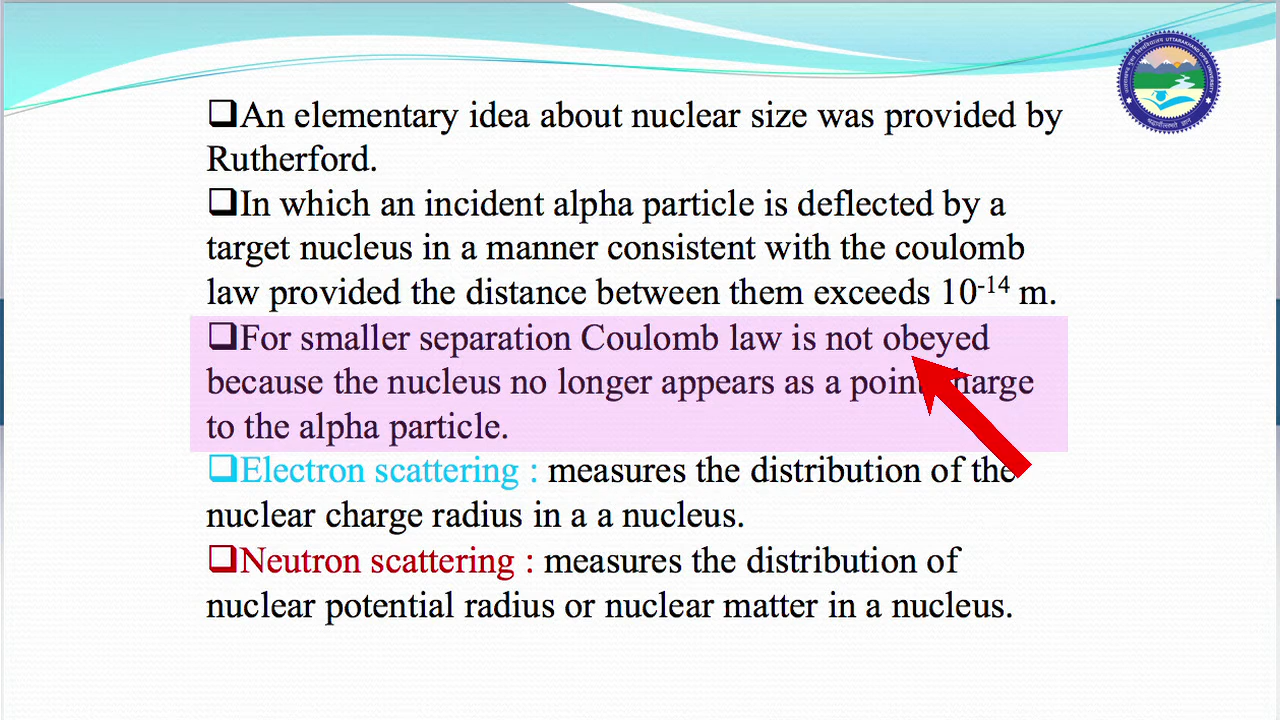 ❑An elementary idea about nuclear size was provided by
Rutherford.
❑In which an incident alpha particle is deflected by a
target nucleus in a manner consistent with the coulomb
law provided the distance between them exceeds 10⁻¹⁴ m.
❑For smaller separation Coulomb law is not obeyed
because the nucleus no longer appears as a point charge
to the alpha particle.
❑Electron scattering : measures the distribution of the
nuclear charge radius in a a nucleus.
❑Neutron scattering : measures the distribution of
nuclear potential radius or nuclear matter in a nucleus.